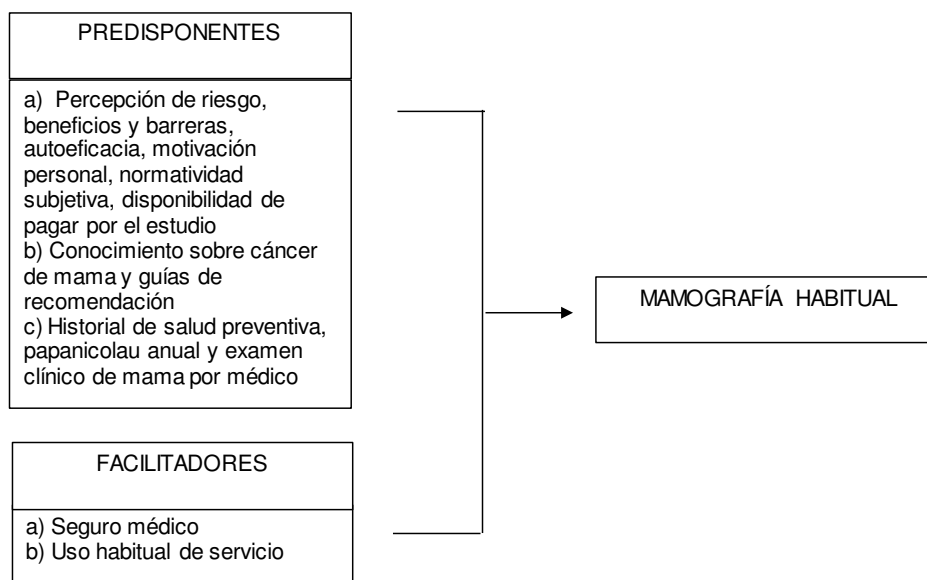 PREDISPONENTES
a) Percepción de riesgo,
beneficios y barreras,
autoeficacia, motivación
personal, normatividad
subjetiva, disponibilidad de
pagar por el estudio
b) Conocimiento sobre cáncer
de mama y guías de
recomendación
c) Historial de salud preventiva,
papanicolau anual y examen
clínico de mama por médico
MAMOGRAFÍA HABITUAL
FACILITADORES
a) Seguro médico
b) Uso habitual de servicio